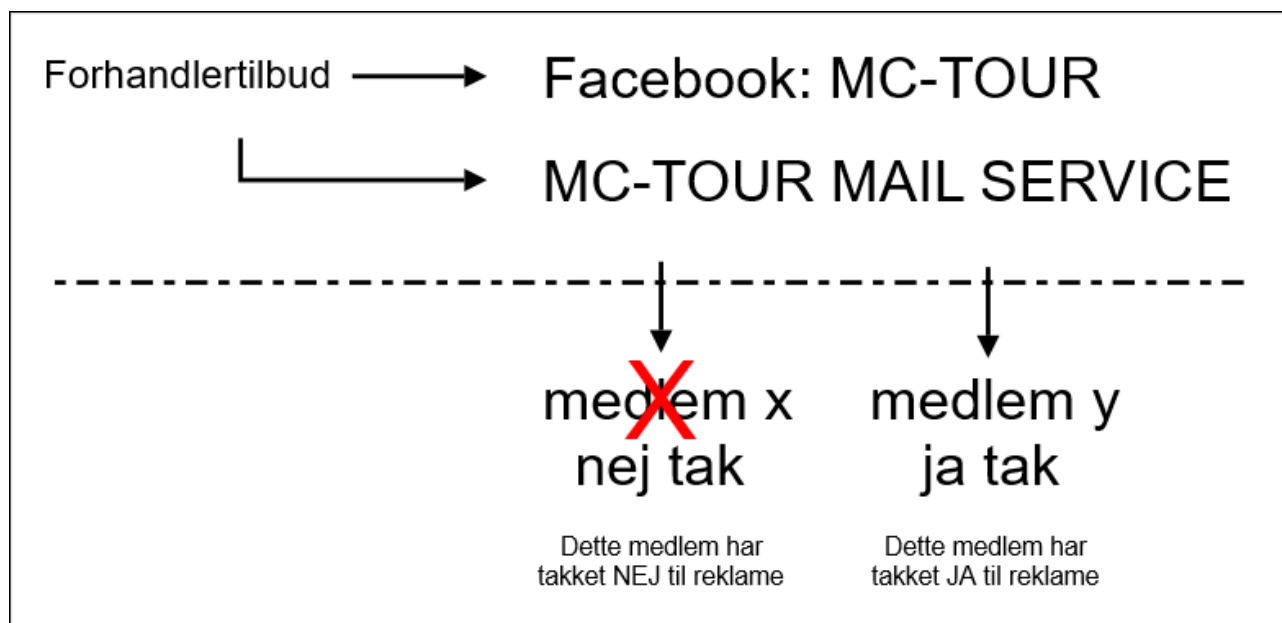 Forhandlertilbud
Facebook: MC-TOUR
MC-TOUR MAIL SERVICE
medlem x
nej tak
Dette medlem har
takket NEJ til reklame
medlem y
ja tak
Dette medlem har
takket JA til reklame